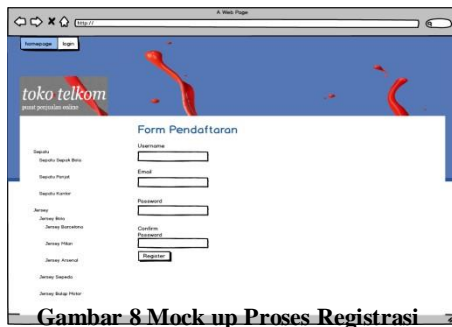 A Web Page
http://
homepage
login
toko telkom
pusat penjualan online
Form Pendaftaran
Username
Email
Password
Confirm
Password
Register
Sepatu
Sepatu Sepak Bola
Sepatu Pantjal
Sepatu Kantor
Jersey
Jersey Bola
Jersey Barcelona
Jersey Milan
Jersey Arsenal
Jersey Sepeda
Jersey Balap Motor
Gambar 8 Mock up Proses Registrasi